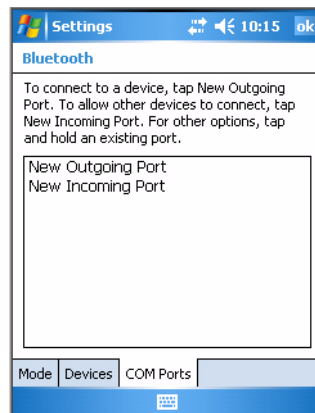 Settings 10:15 ok
Bluetooth
To connect to a device, tap New Outgoing
Port. To allow other devices to connect, tap
New Incoming Port. For other options, tap
and hold an existing port.
New Outgoing Port
New Incoming Port
Mode Devices COM Ports